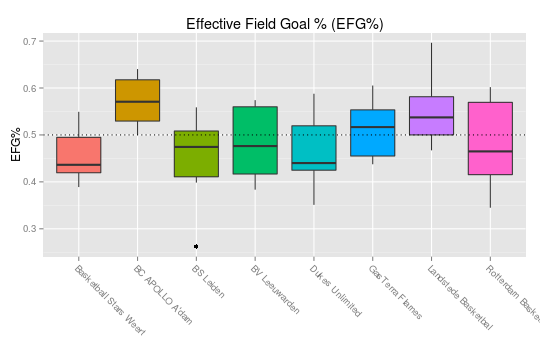 Effective Field Goal % (EFG%)
0.7
0.6
0.5
0.4
0.3
EFG%
Basketball Stars Weert
BC APOLLO A'dam
BS Leiden
BV Leeuwarden
Dukes Unlimited
GasTerra Flames
Landstede Basketbal
Rotterdam Basket